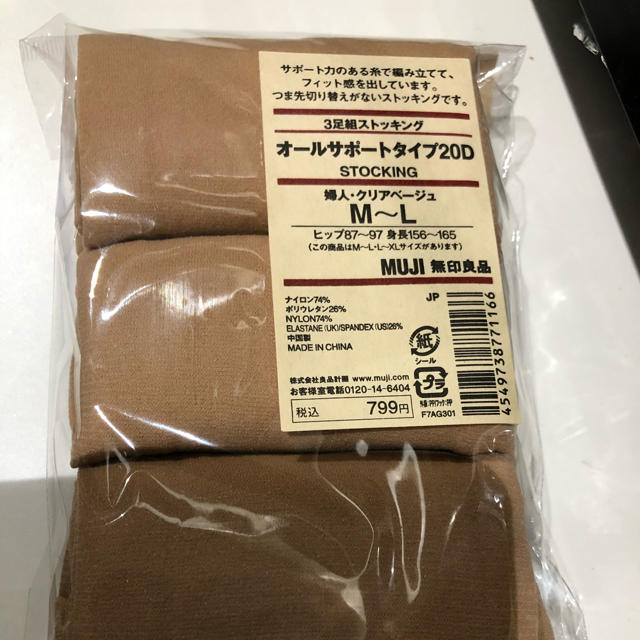 サポート力のある糸で編み立てて、
フィット感を出しています。
つま先切り替えがないストッキングです。
3足組ストッキング
オールサポートタイプ20D
STOCKING
婦人・クリアベージュ
M～L
ヒップ87～97 身長156～165
(この商品はM～L・L～XLサイズがあります)
MUJI 無印良品
ナイロン74%
ポリウレタン26%
NYLON74%
ELASTANE (UK)/SPANDEX (US)26%
中国製
MADE IN CHINA
JP
紙
シール
プラ
株式会社良品計画 www.muji.com
お客様室電話0120-14-6404
税込 799円
F7AG301
4549738771166